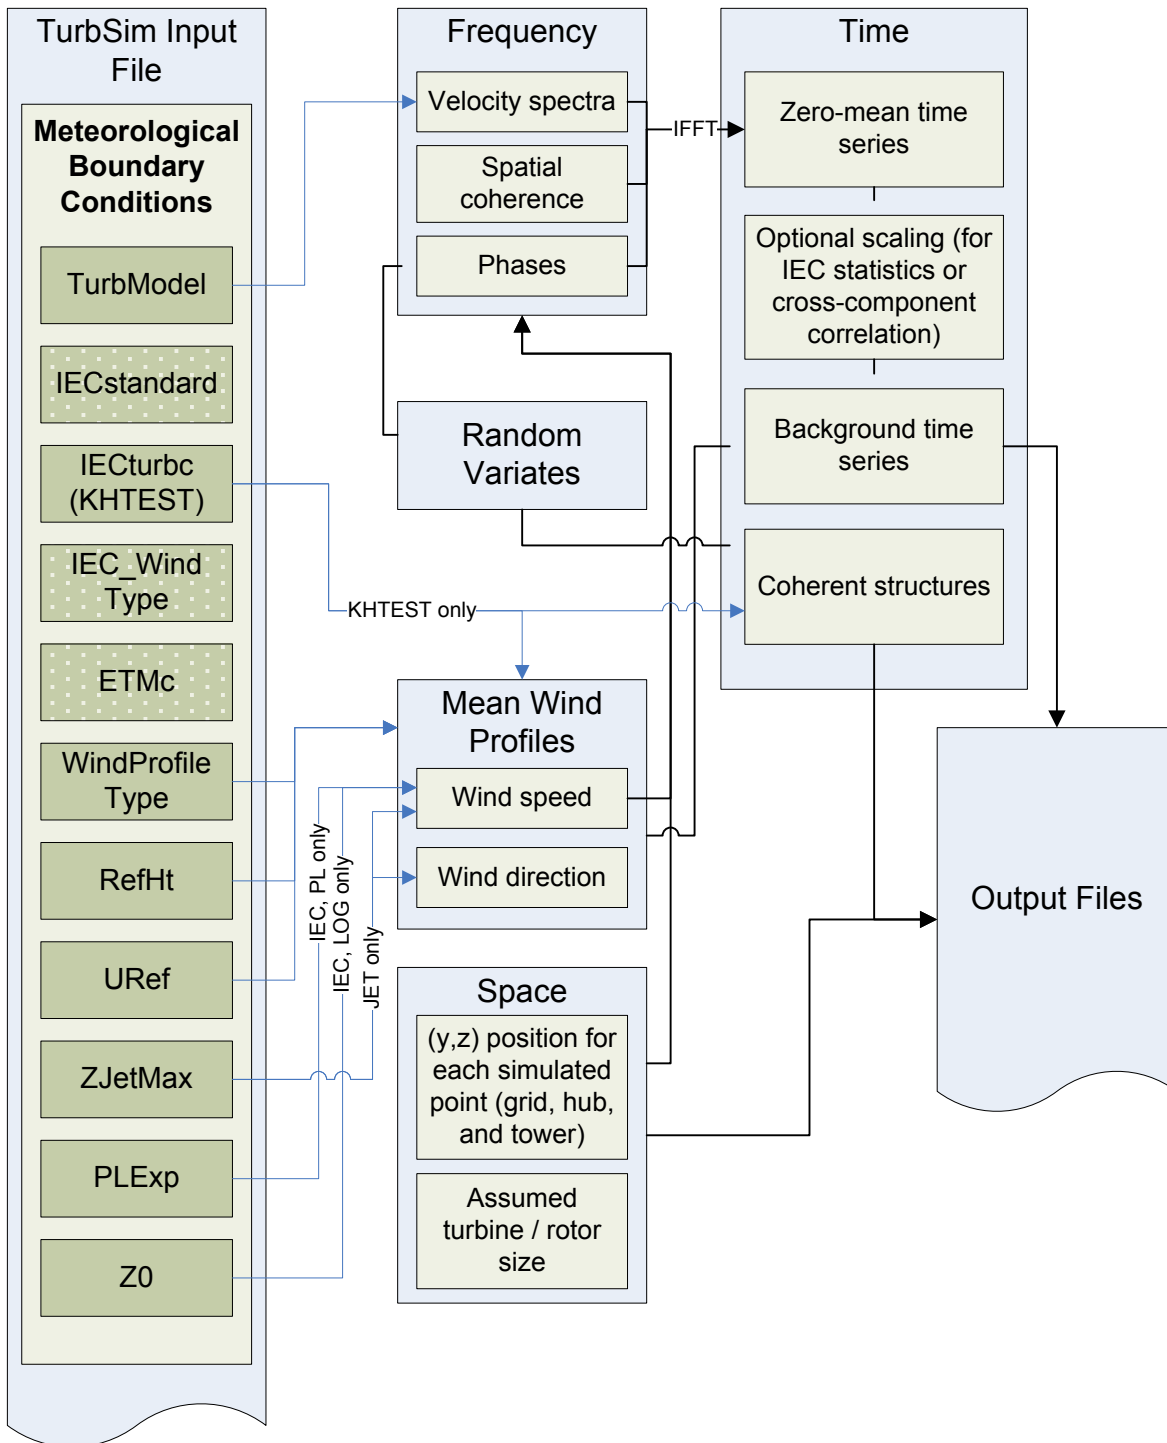 TurbSim Input
File
Meteorological
Boundary
Conditions
TurbModel
IECstandard
IECturbc
(KHTEST)
IEC_Wind
Type
ETMc
WindProfile
Type
RefHt
URef
ZJetMax
PLExp
Z0
KHTEST only
IEC, PL only
IEC, LOG only
JET only
Frequency
Velocity spectra
Spatial
coherence
Phases
IFFT
Random
Variates
Mean Wind
Profiles
Wind speed
Wind direction
Space
(y,z) position for
each simulated
point (grid, hub,
and tower)
Assumed
turbine / rotor
size
Time
Zero-mean time
series
Optional scaling (for
IEC statistics or
cross-component
correlation)
Background time
series
Coherent structures
Output Files